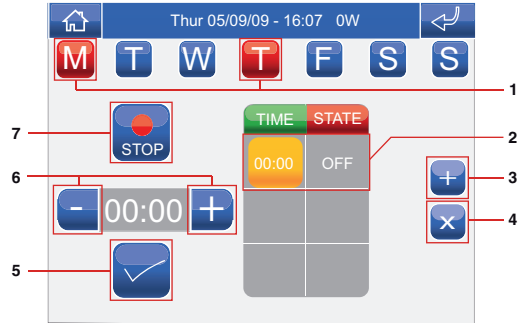 Thur 05/09/09 - 16:07 0W
M T W T F S S
1
7
STOP
TIME STATE
2
00:00 OFF
6
- 00:00 +
+
3
x
4
5